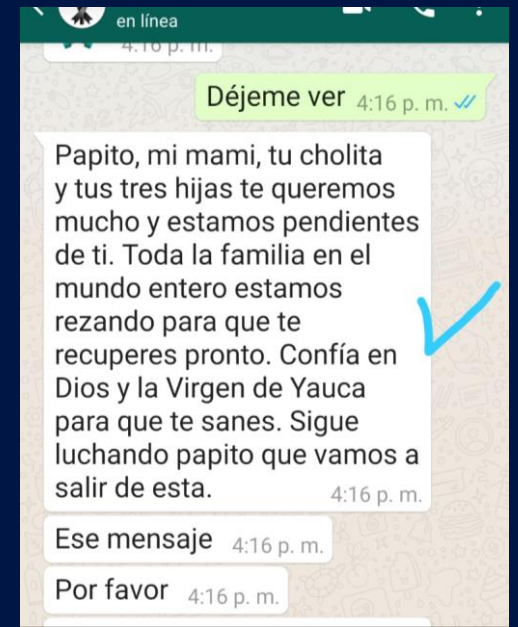 en línea
4:16 p. m.
Déjeme ver 4:16 p. m.
Papito, mi mami, tu cholita
y tus tres hijas te queremos
mucho y estamos pendientes
de ti. Toda la familia en el
mundo entero estamos
rezando para que te
recuperes pronto. Confía en
Dios y la Virgen de Yauca
para que te sanes. Sigue
luchando papito que vamos a
salir de esta. 4:16 p. m.
Ese mensaje 4:16 p. m.
Por favor 4:16 p. m.